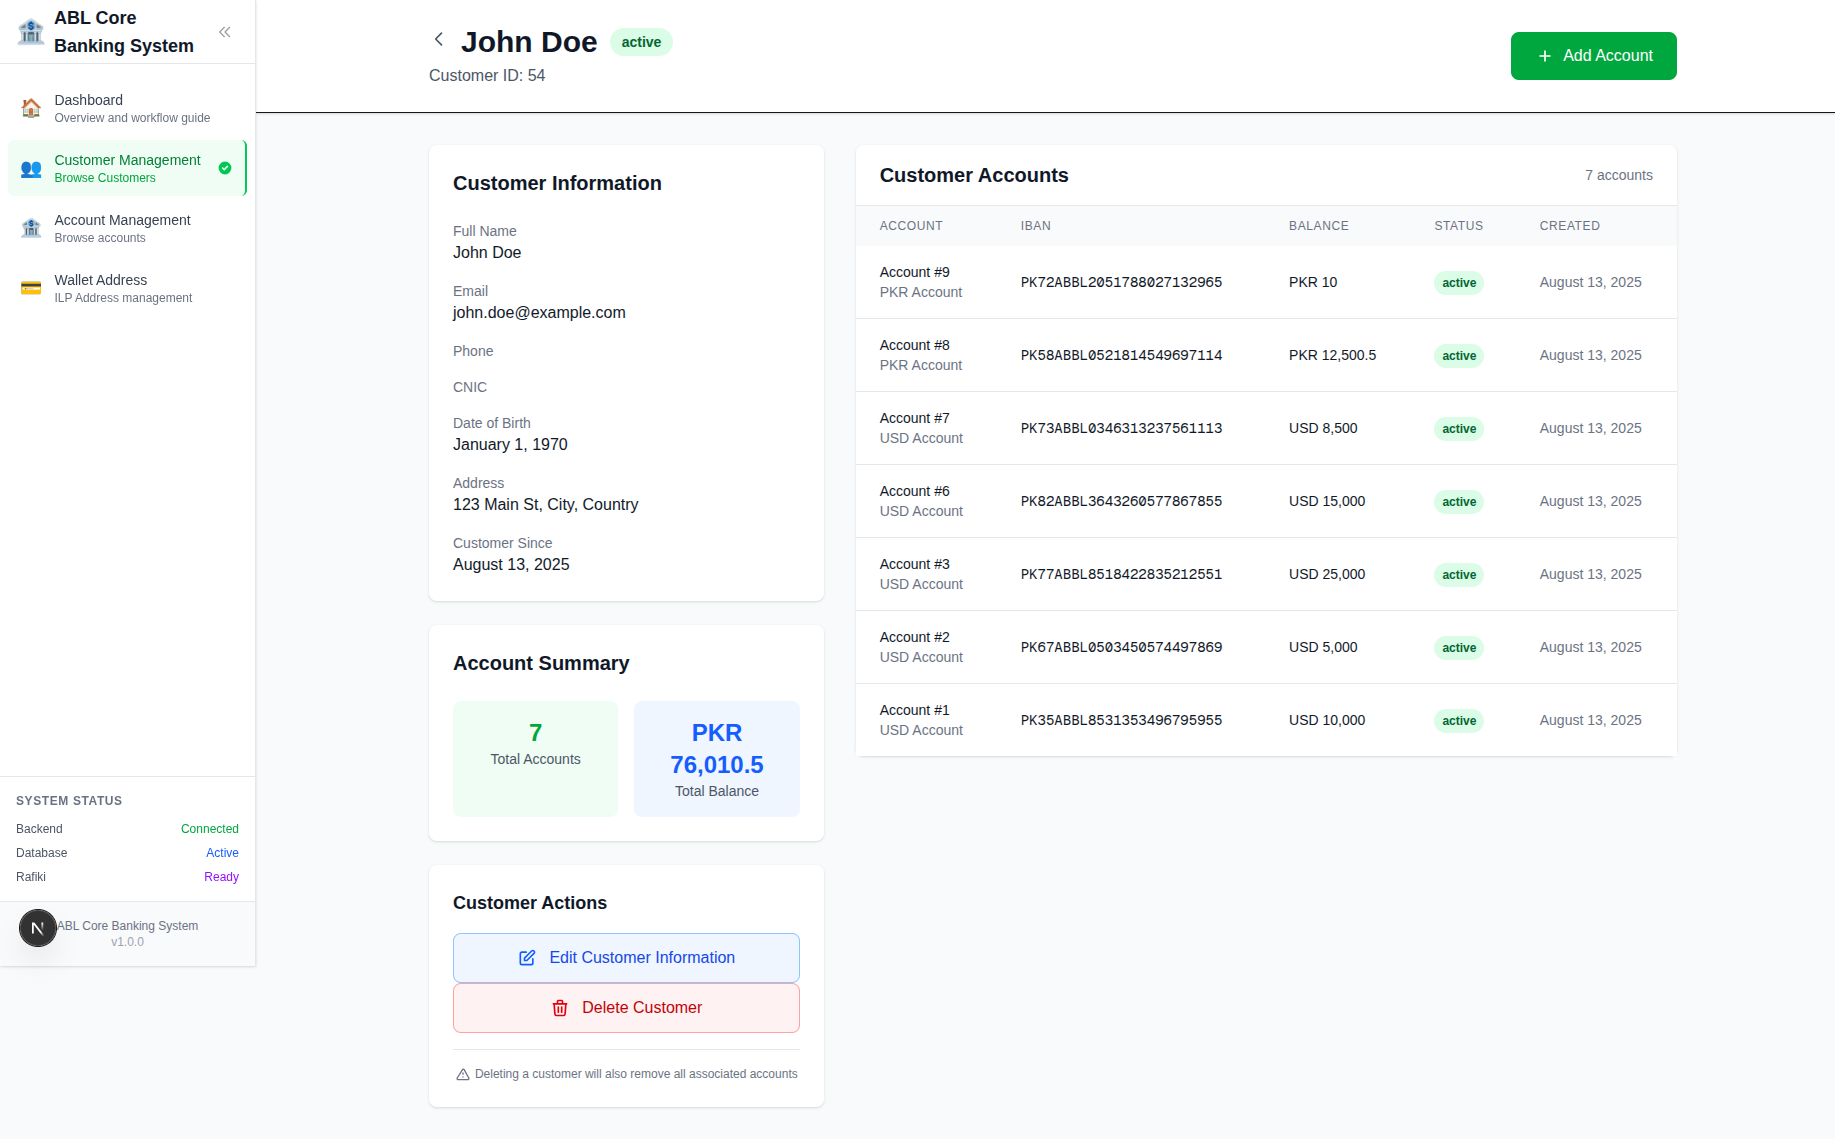 ABL Core
Banking System
Dashboard
Overview and workflow guide
Customer Management
Browse Customers
Account Management
Browse accounts
Wallet Address
ILP Address management
SYSTEM STATUS
Backend Connected
Database Active
Rafiki Ready
ABL Core Banking System
v1.0.0
John Doe active
Customer ID: 54
Add Account
Customer Information
Full Name
John Doe
Email
john.doe@example.com
Phone
CNIC
Date of Birth
January 1, 1970
Address
123 Main St, City, Country
Customer Since
August 13, 2025
Account Summary
7
Total Accounts
PKR
76,010.5
Total Balance
Customer Actions
Edit Customer Information
Delete Customer
Deleting a customer will also remove all associated accounts
Customer Accounts 7 accounts
ACCOUNT IBAN BALANCE STATUS CREATED
Account #9
PKR Account
PK72ABBL2051788027132965 PKR 10 active August 13, 2025
Account #8
PKR Account
PK58ABBL0521814549697114 PKR 12,500.5 active August 13, 2025
Account #7
USD Account
PK73ABBL0346313237561113 USD 8,500 active August 13, 2025
Account #6
USD Account
PK82ABBL3643260577867855 USD 15,000 active August 13, 2025
Account #3
USD Account
PK77ABBL8518422835212551 USD 25,000 active August 13, 2025
Account #2
USD Account
PK67ABBL0503450574497869 USD 5,000 active August 13, 2025
Account #1
USD Account
PK35ABBL8531353496795955 USD 10,000 active August 13, 2025